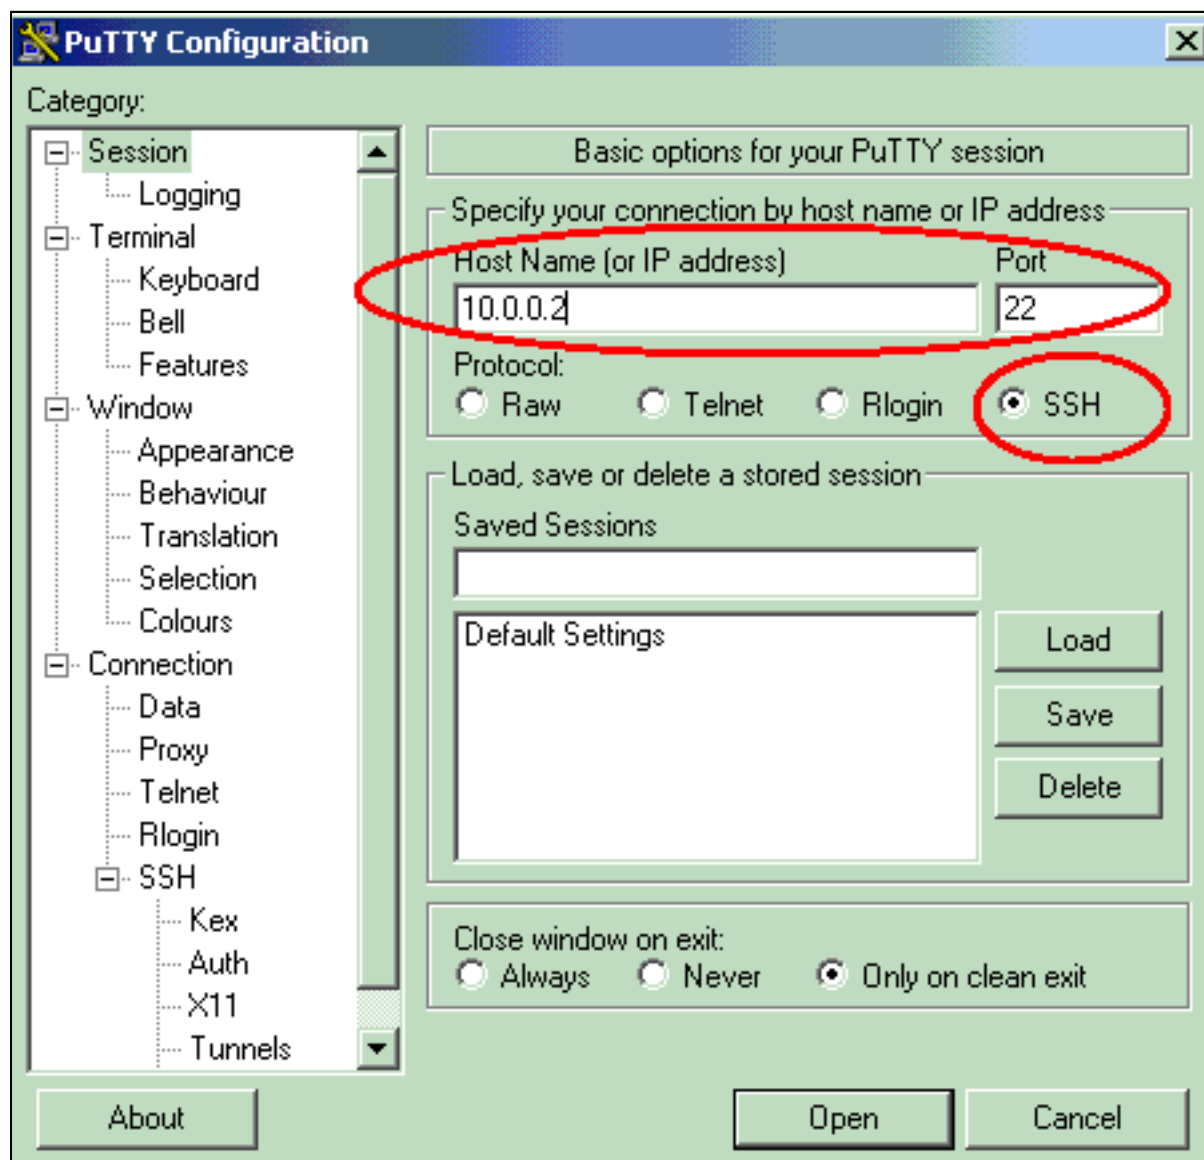 PuTTY Configuration
Category:
Session
Logging
Terminal
Keyboard
Bell
Features
Window
Appearance
Behaviour
Translation
Selection
Colours
Connection
Data
Proxy
Telnet
Rlogin
SSH
Kex
Auth
X11
Tunnels
Basic options for your PuTTY session
Specify your connection by host name or IP address
Host Name (or IP address) Port
10.0.0.2 22
Protocol:
Raw Telnet Rlogin SSH
Load, save or delete a stored session
Saved Sessions
Default Settings
Load
Save
Delete
Close window on exit:
Always Never Only on clean exit
About Open Cancel